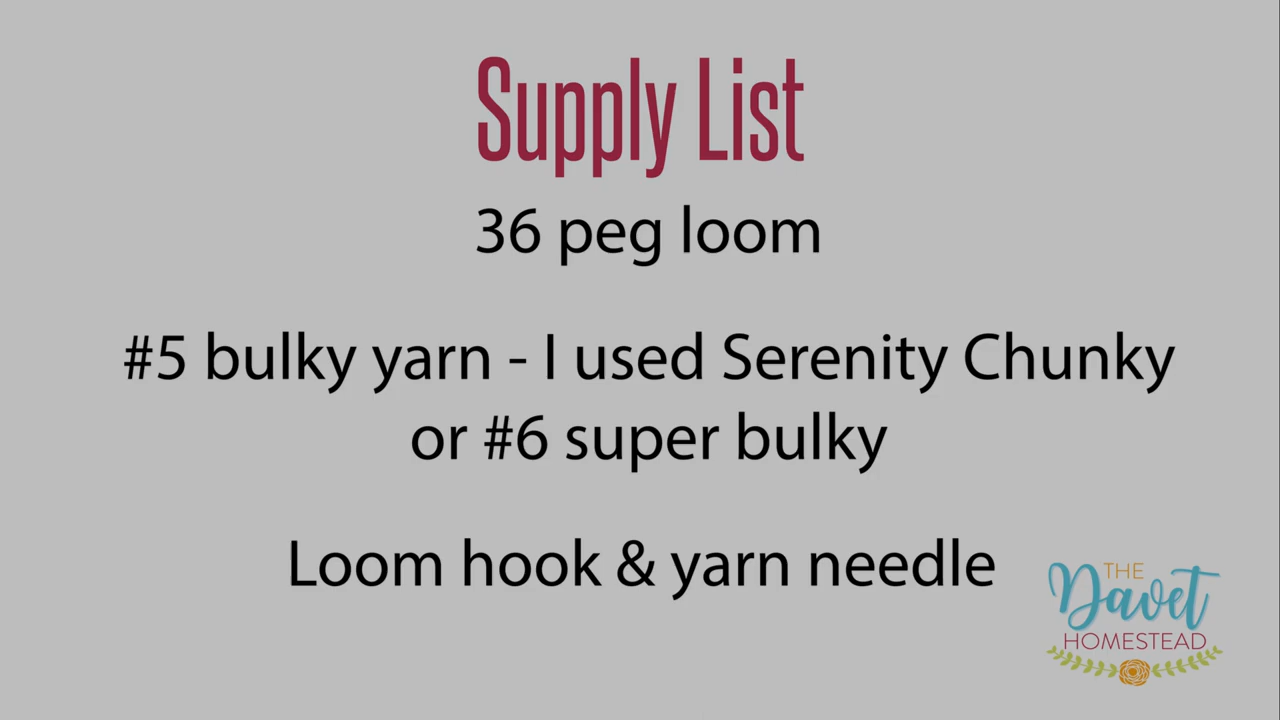 Supply List
36 peg loom
#5 bulky yarn - I used Serenity Chunky
or #6 super bulky
Loom hook & yarn needle
THE
Davet
HOMESTEAD